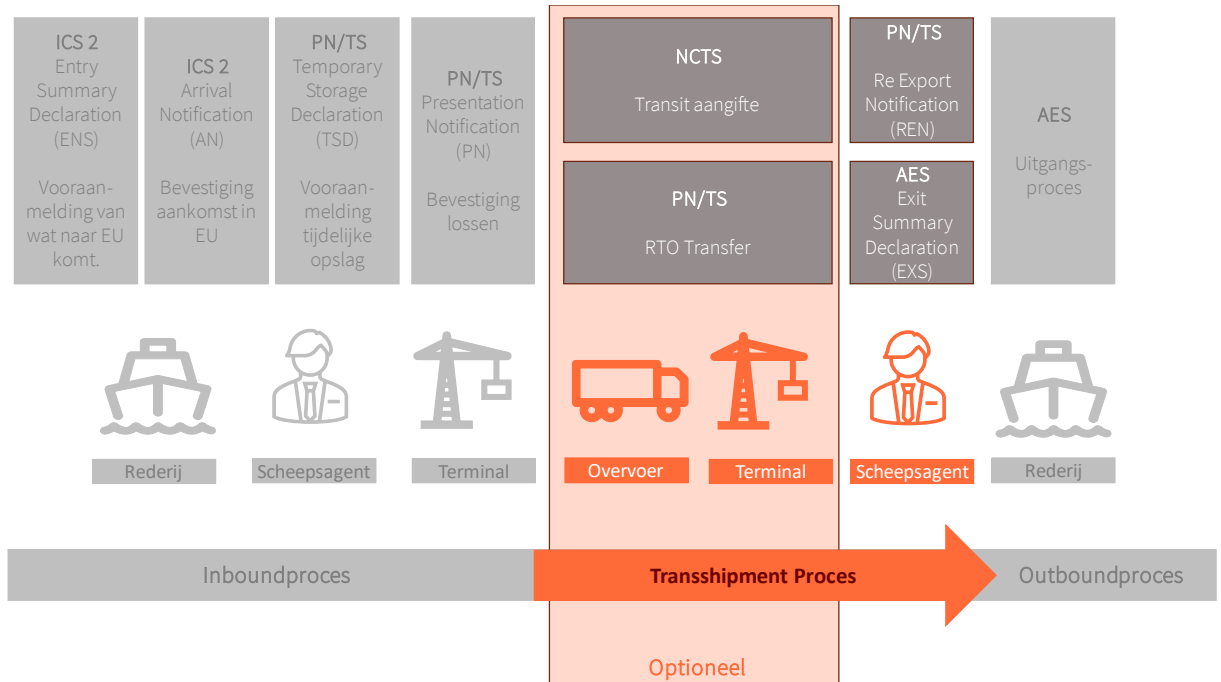 ICS 2
Entry
Summary
Declaration
(ENS)
Vooraan-
melding van
wat naar EU
komt.
ICS 2
Arrival
Notification
(AN)
Bevestiging
aankomst in
EU
PN/TS
Temporary
Storage
Declaration
(TSD)
Vooraan-
melding
tijdelijke
opslag
PN/TS
Presentation
Notification
(PN)
Bevestiging
lossen
NCTS
Transit aangifte
PN/TS
RTO Transfer
PN/TS
Re Export
Notification
(REN)
AES
Exit
Summary
Declaration
(EXS)
AES
Uitgangs-
proces
Rederij
Scheepsagent
Terminal
Overvoer
Terminal
Scheepsagent
Rederij
Inboundproces
Transshipment Proces
Outboundproces
Optioneel